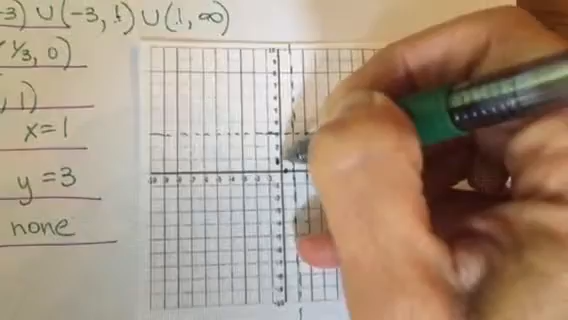 -3) ∪ (-3, 1) ∪ (1, ∞)
1/3, 0)
, 1)
x=1
y=3
none